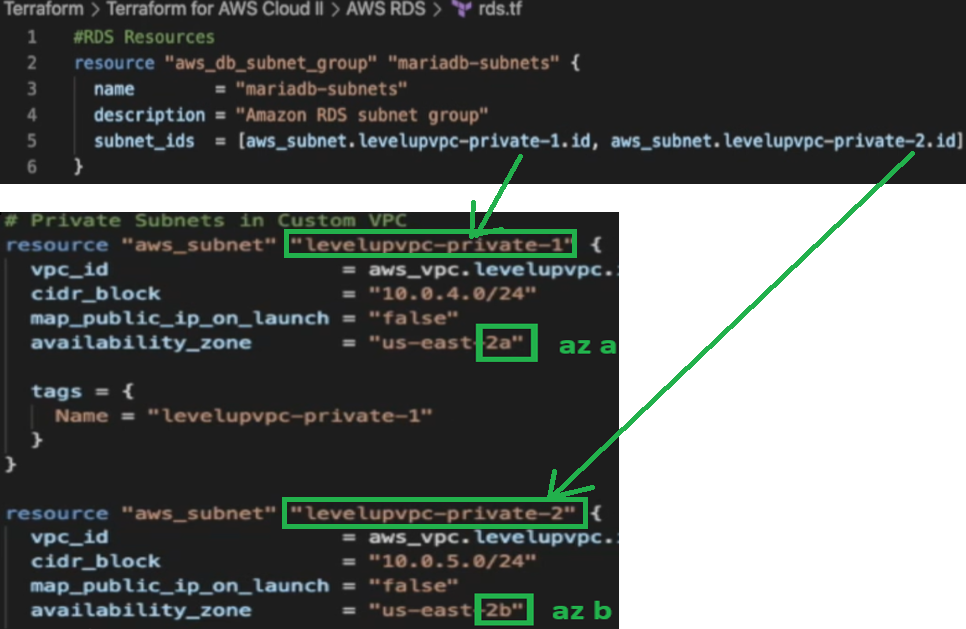 Terraform > Terraform for AWS Cloud II > AWS RDS > rds.tf
1 #RDS Resources
2 resource "aws_db_subnet_group" "mariadb-subnets" {
3 name = "mariadb-subnets"
4 description = "Amazon RDS subnet group"
5 subnet_ids = [aws_subnet.levelupvpc-private-1.id, aws_subnet.levelupvpc-private-2.id]
6 }
# Private Subnets in Custom VPC
resource "aws_subnet" "levelupvpc-private-1" {
vpc_id = aws_vpc.levelupvpc.
cidr_block = "10.0.4.0/24"
map_public_ip_on_launch = "false"
availability_zone = "us-east-2a" az a
tags = {
Name = "levelupvpc-private-1"
}
}
resource "aws_subnet" "levelupvpc-private-2" {
vpc_id = aws_vpc.levelupvpc.
cidr_block = "10.0.5.0/24"
map_public_ip_on_launch = "false"
availability_zone = "us-east-2b" az b